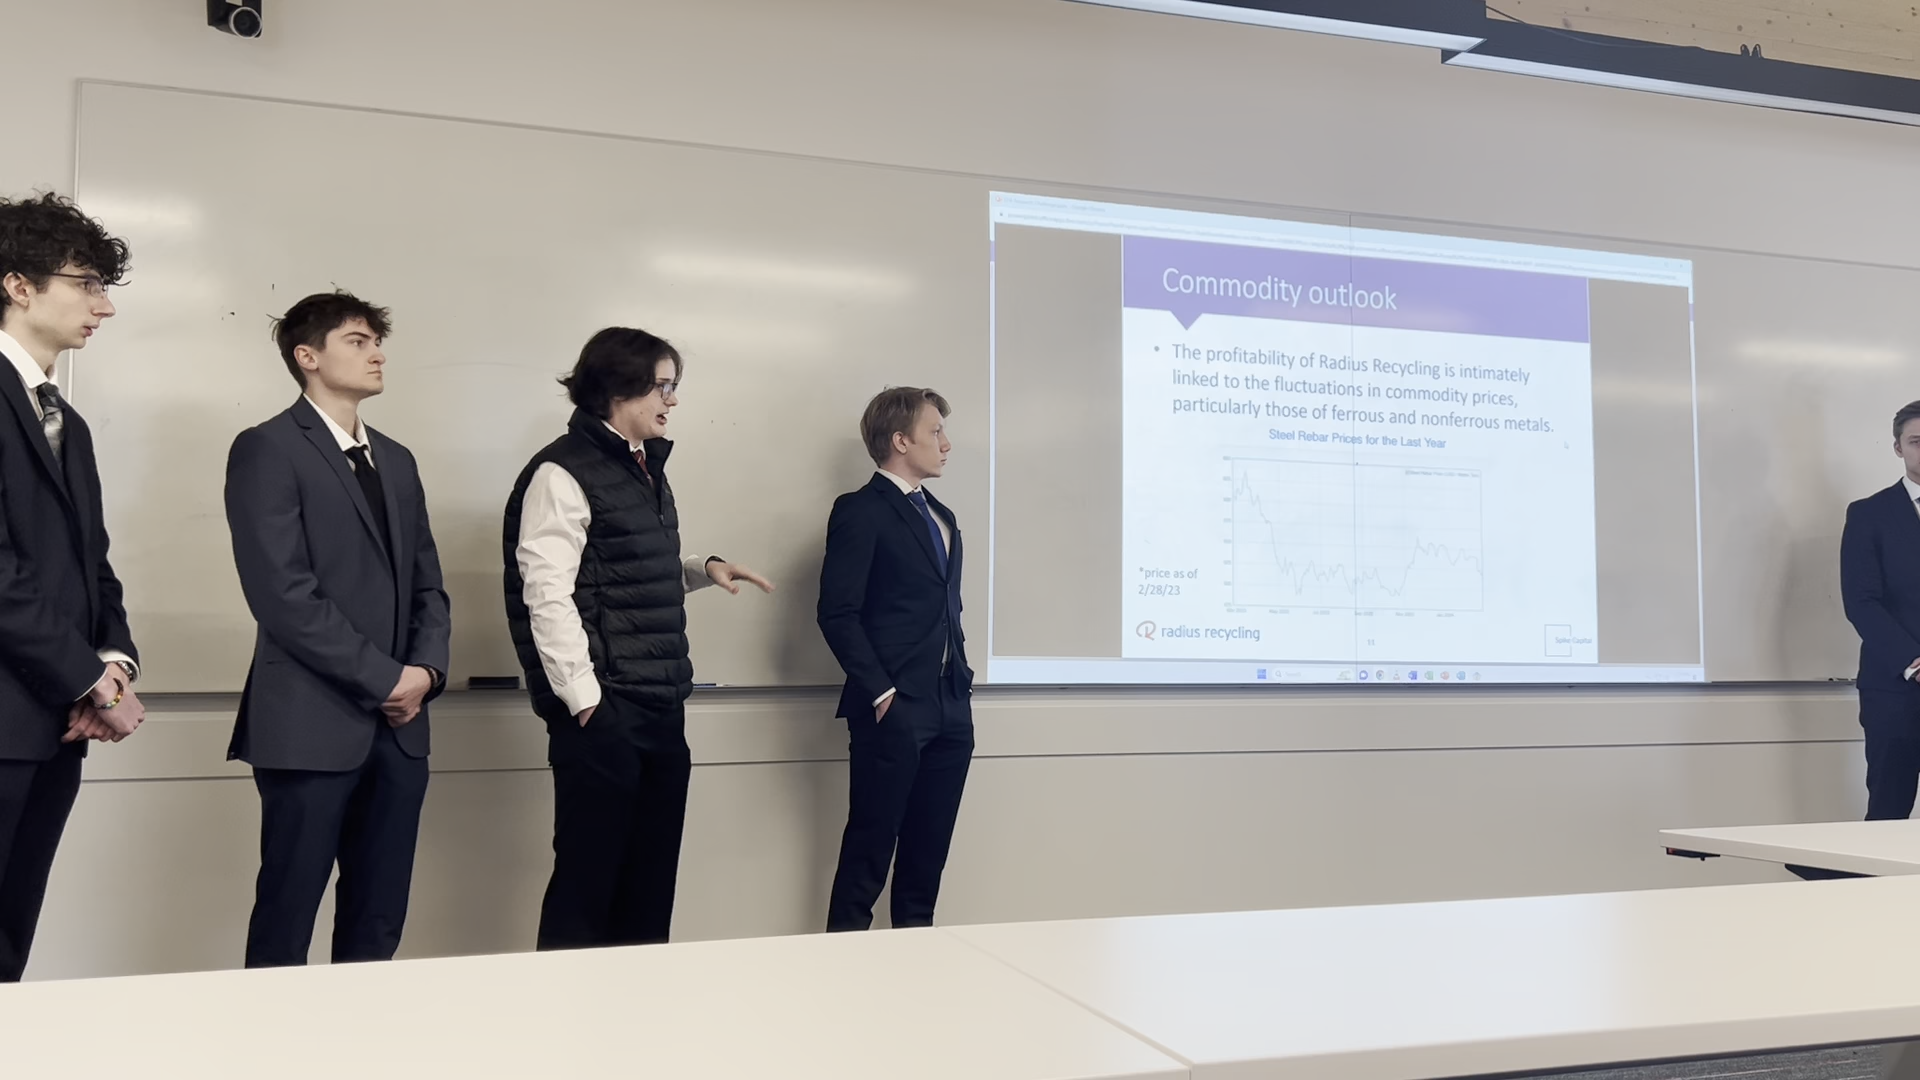 Commodity outlook
• The profitability of Radius Recycling is intimately
linked to the fluctuations in commodity prices,
particularly those of ferrous and nonferrous metals.
Steel Rebar Prices for the Last Year
*price as of
2/28/23
radius recycling
11